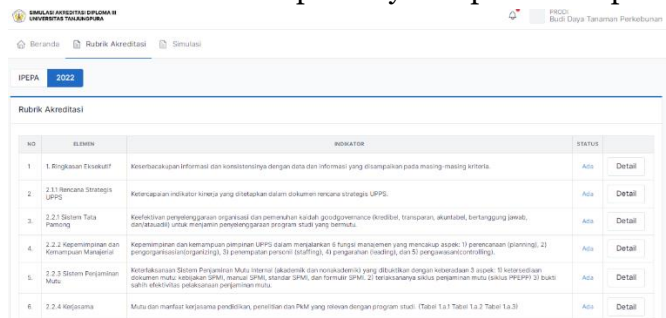 SIMULASI AKREDITASI DIPLOMA III
UNIVERSITAS TANJUNGPURA
PRODI
Budi Daya Tanaman Perkebunan
Beranda Rubrik Akreditasi Simulasi
IPEPA 2022
Rubrik Akreditasi
NO ELEMEN INDIKATOR STATUS
1 1. Ringkasan Eksekutif Keserbacakupan informasi dan konsistensinya dengan data dan informasi yang disampaikan pada masing-masing kriteria. Ada Detail
2. 2.1.1 Rencana Strategis Ketercapaian indikator kinerja yang ditetapkan dalam dokumen rencana strategis UPPS. Ada Detail
UPPS
3. 2.2.1 Sistem Tata Keefektivan penyelenggaraan organisasi dan pemenuhan kaidah goodgovernance (kredibel, transparan, akuntabel, bertanggung jawab, Ada Detail
Pamong dan/atauadil) untuk menjamin penyelenggaraan program studi yang bermutu.
4. 2.2.2 Kepemimpinan dan Kepemimpinan dan kemampuan pimpinan UPPS dalam menjalankan 6 fungsi manajemen yang mencakup aspek: 1) perencanaan (planning), 2) Ada Detail
Kemampuan Manajerial pengorganisasian(organizing), 3) penempatan personil (staffing), 4) pengarahan (leading), dan 5) pengawasan(controlling).
5. 2.2.3 Sistem Penjaminan Keterlaksanaan Sistem Penjaminan Mutu Internal (akademik dan nonakademik) yang dibuktikan dengan keberadaan 3 aspek: 1) ketersediaan Ada Detail
Mutu dokumen mutu: kebijakan SPMI, manual SPMI, standar SPMI, dan formulir SPMI. 2) terlaksananya siklus penjaminan mutu (siklus PPEPP) 3) bukti
sahih efektivitas pelaksanaan penjaminan mutu.
6 2.2.4 Kerjasama Mutu dan manfaat kerjasama pendidikan, penelitian dan PkM yang relevan dengan program studi. (Tabel 1.a.1 Tabel 1.a.2 Tabel 1.a.3) Ada Detail